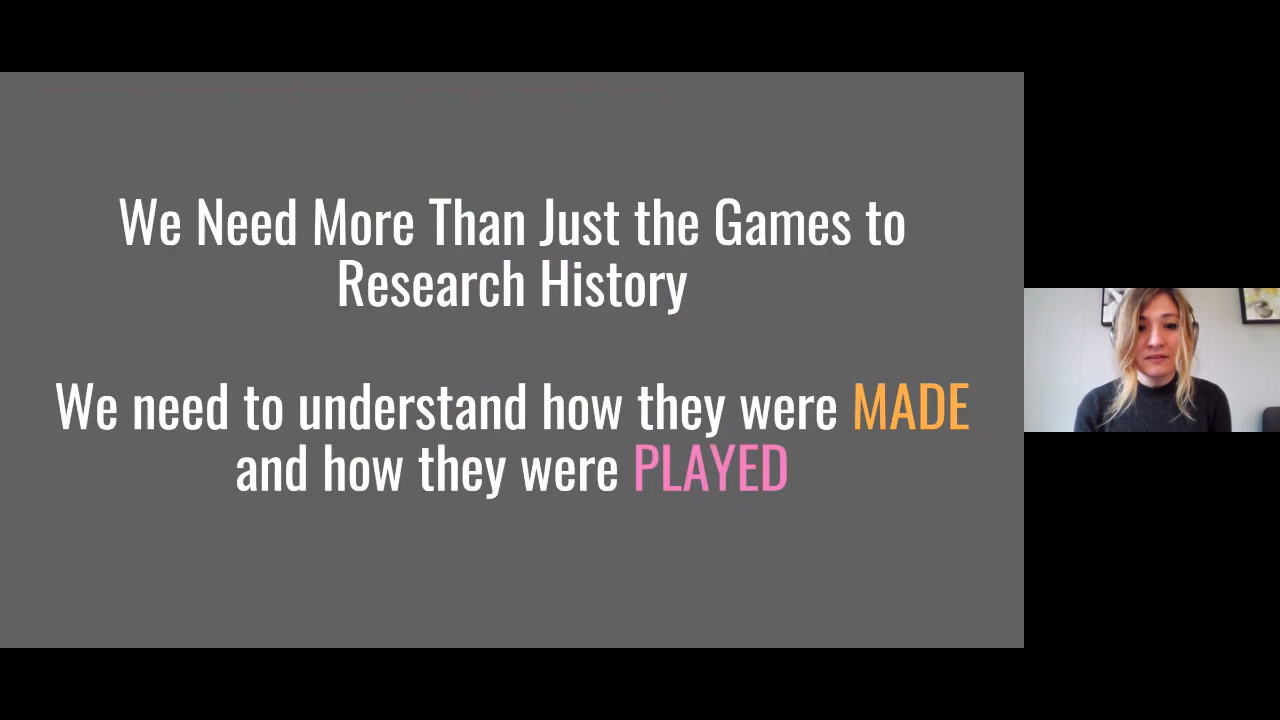 We Need More Than Just the Games to
Research History
We need to understand how they were MADE
and how they were PLAYED